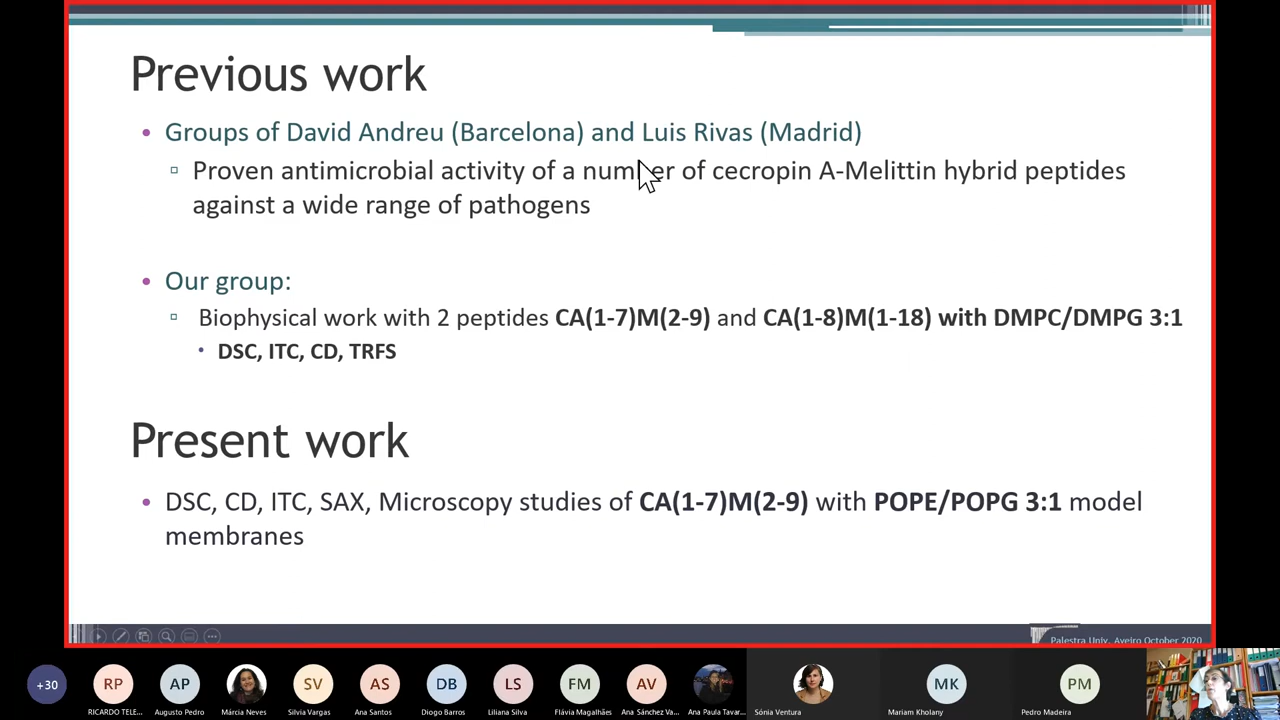 Previous work
• Groups of David Andreu (Barcelona) and Luis Rivas (Madrid)
▫ Proven antimicrobial activity of a number of cecropin A-Melittin hybrid peptides
against a wide range of pathogens
• Our group:
▫ Biophysical work with 2 peptides CA(1-7)M(2-9) and CA(1-8)M(1-18) with DMPC/DMPG 3:1
• DSC, ITC, CD, TRFS
Present work
• DSC, CD, ITC, SAX, Microscopy studies of CA(1-7)M(2-9) with POPE/POPG 3:1 model
membranes
Palestra Univ. Aveiro October 2020
+30
RP
AP
SV
AS
DB
LS
FM
AV
MK
PM
RICARDO TELE...
Augusto Pedro
Márcia Neves
Silvia Vargas
Ana Santos
Diogo Barros
Liliana Silva
Flávia Magalhães
Ana Sánchez Va...
Ana Paula Tavar...
Sónia Ventura
Mariam Kholany
Pedro Madeira